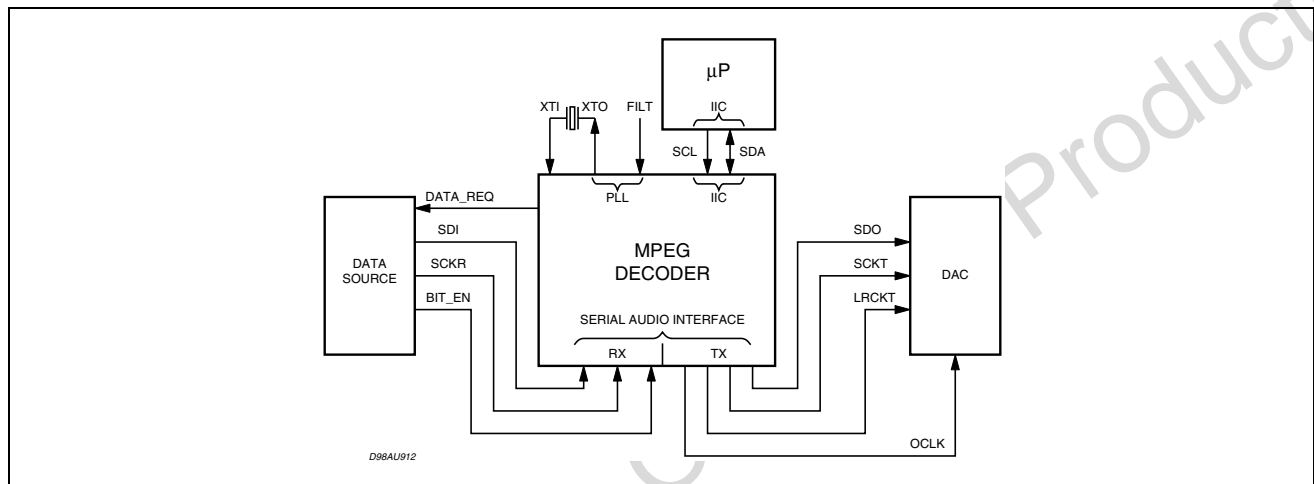 Product
µP
IIC
XTI
XTO
FILT
SCL
SDA
PLL
IIC
DATA_REQ
SDI
SCKR
BIT_EN
DATA
SOURCE
MPEG
DECODER
SERIAL AUDIO INTERFACE
RX
TX
SDO
SCKT
LRCKT
DAC
OCLK
D98AU912